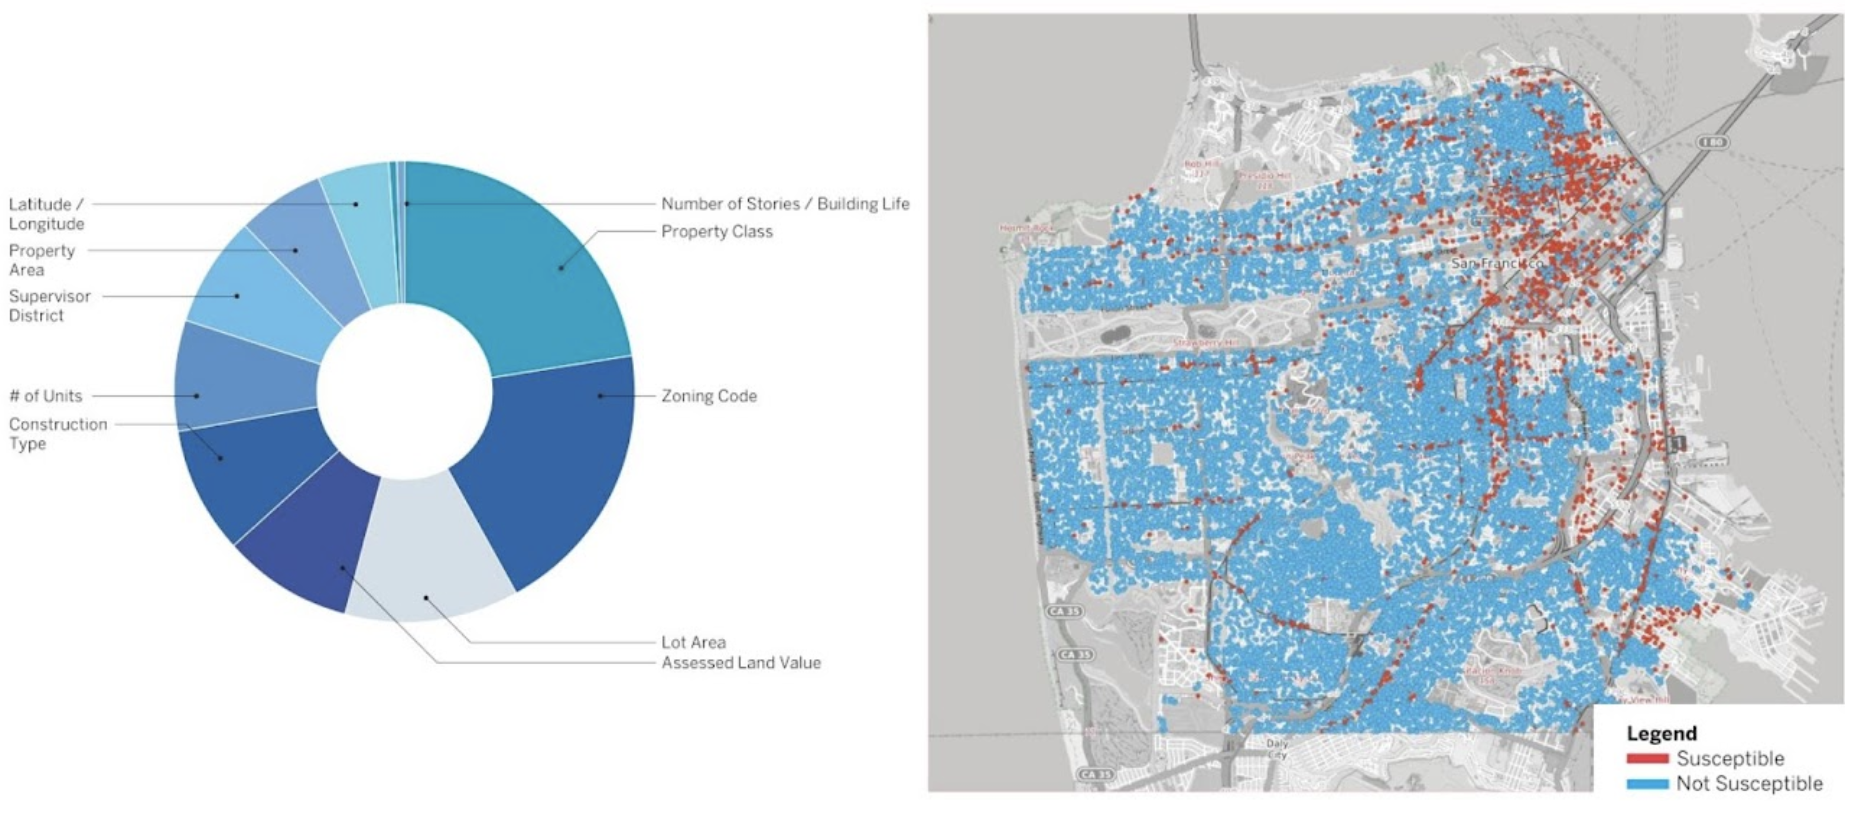 Latitude /
Longitude
Property
Area
Supervisor
District
# of Units
Construction
Type
Number of Stories / Building Life
Property Class
Zoning Code
Lot Area
Assessed Land Value
I 80
San Francisco
Strawberry Hill
CA 35
CA 35
CA 35
Daly
City
Legend
Susceptible
Not Susceptible